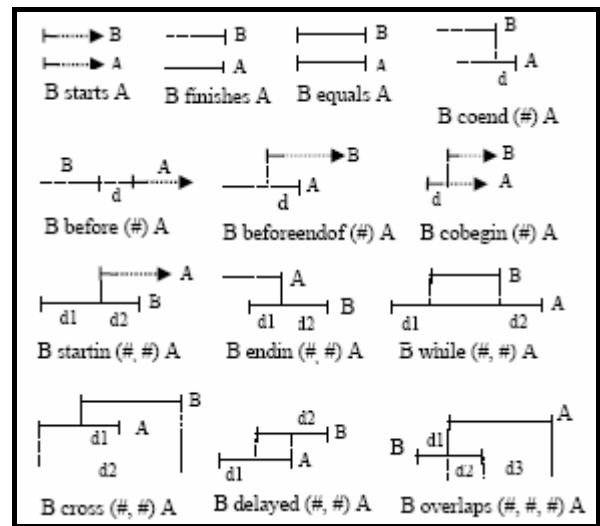 B B B B
A A A A
d
B starts A B finishes A B equals A
B coend (#) A
B A B B
d A A
d d
B before (#) A B beforeendof (#) A B cobegin (#) A
A A B
B B A
d1 d2 d1 d2 d1 d2
B startin (#, #) A B endin (#, #) A B while (#, #) A
B d2 A
d1 A B B d1
d2 d1 A d2 d3
B cross (#, #) A B delayed (#, #) A B overlaps (#, #, #) A